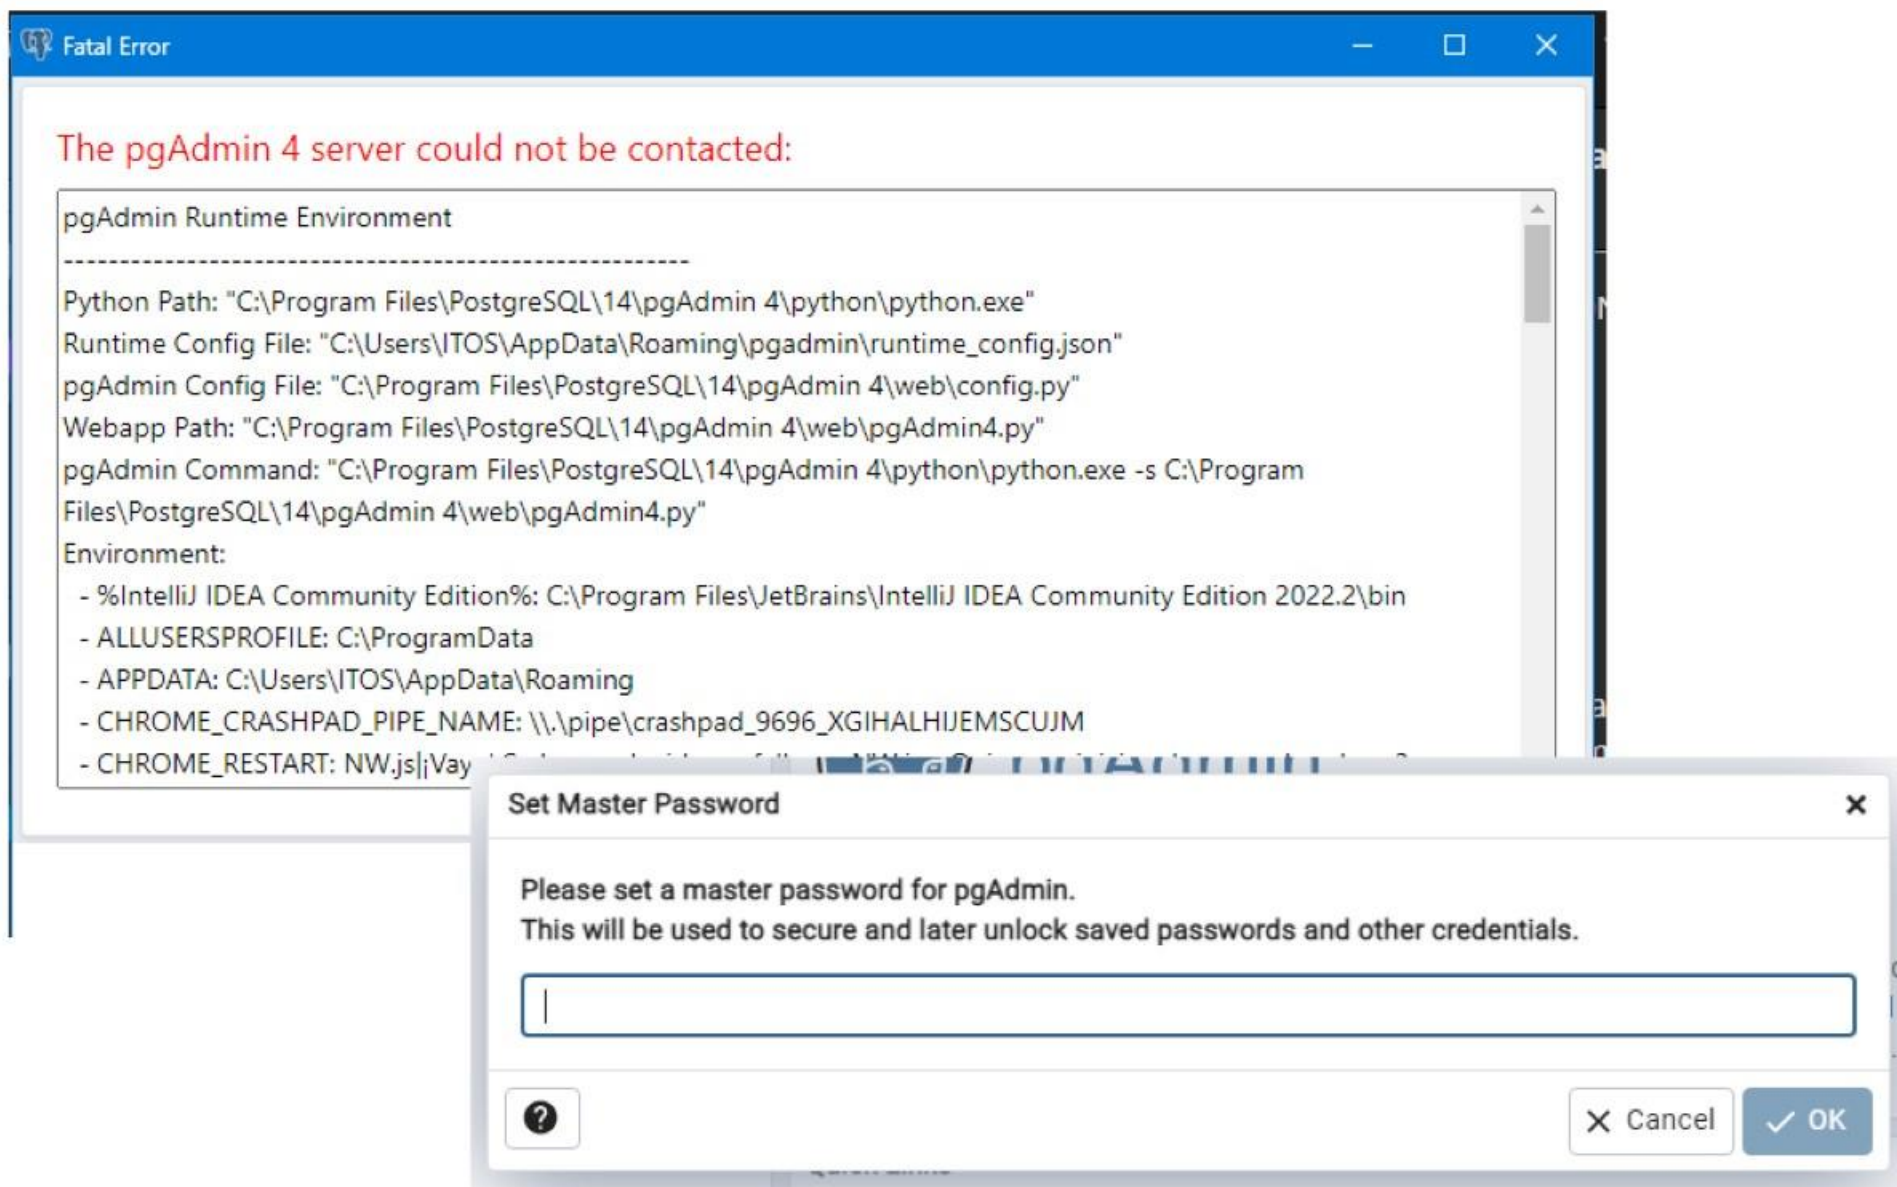 Fatal Error
The pgAdmin 4 server could not be contacted:
pgAdmin Runtime Environment
--------------------------------------------------------
Python Path: "C:\Program Files\PostgreSQL\14\pgAdmin 4\python\python.exe"
Runtime Config File: "C:\Users\ITOS\AppData\Roaming\pgadmin\runtime_config.json"
pgAdmin Config File: "C:\Program Files\PostgreSQL\14\pgAdmin 4\web\config.py"
Webapp Path: "C:\Program Files\PostgreSQL\14\pgAdmin 4\web\pgAdmin4.py"
pgAdmin Command: "C:\Program Files\PostgreSQL\14\pgAdmin 4\python\python.exe -s C:\Program
Files\PostgreSQL\14\pgAdmin 4\web\pgAdmin4.py"
Environment:
- %IntelliJ IDEA Community Edition%: C:\Program Files\JetBrains\IntelliJ IDEA Community Edition 2022.2\bin
- ALLUSERSPROFILE: C:\ProgramData
- APPDATA: C:\Users\ITOS\AppData\Roaming
- CHROME_CRASHPAD_PIPE_NAME: \\.\pipe\crashpad_9696_XGIHALHIJEMSCUJM
- CHROME_RESTART: NW.js|¡Vay
pgAdmin
Set Master Password
Please set a master password for pgAdmin.
This will be used to secure and later unlock saved passwords and other credentials.
Cancel
OK